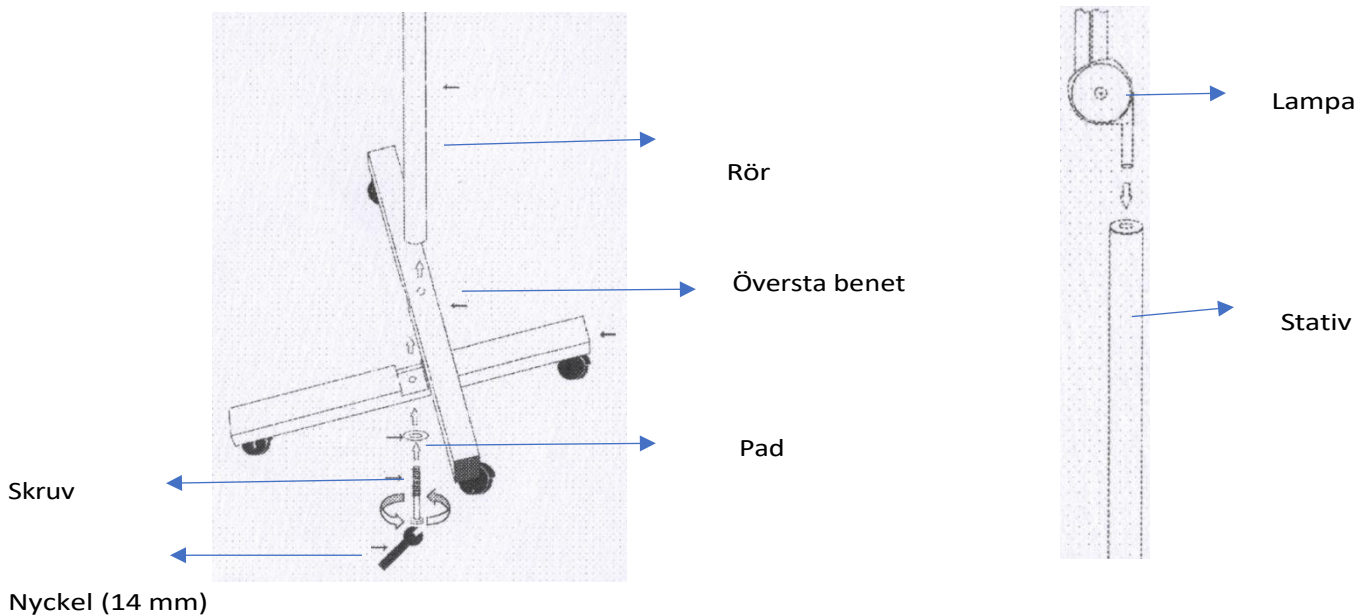 Lampa
Rör
Översta benet
Stativ
Pad
Skruv
Nyckel (14 mm)